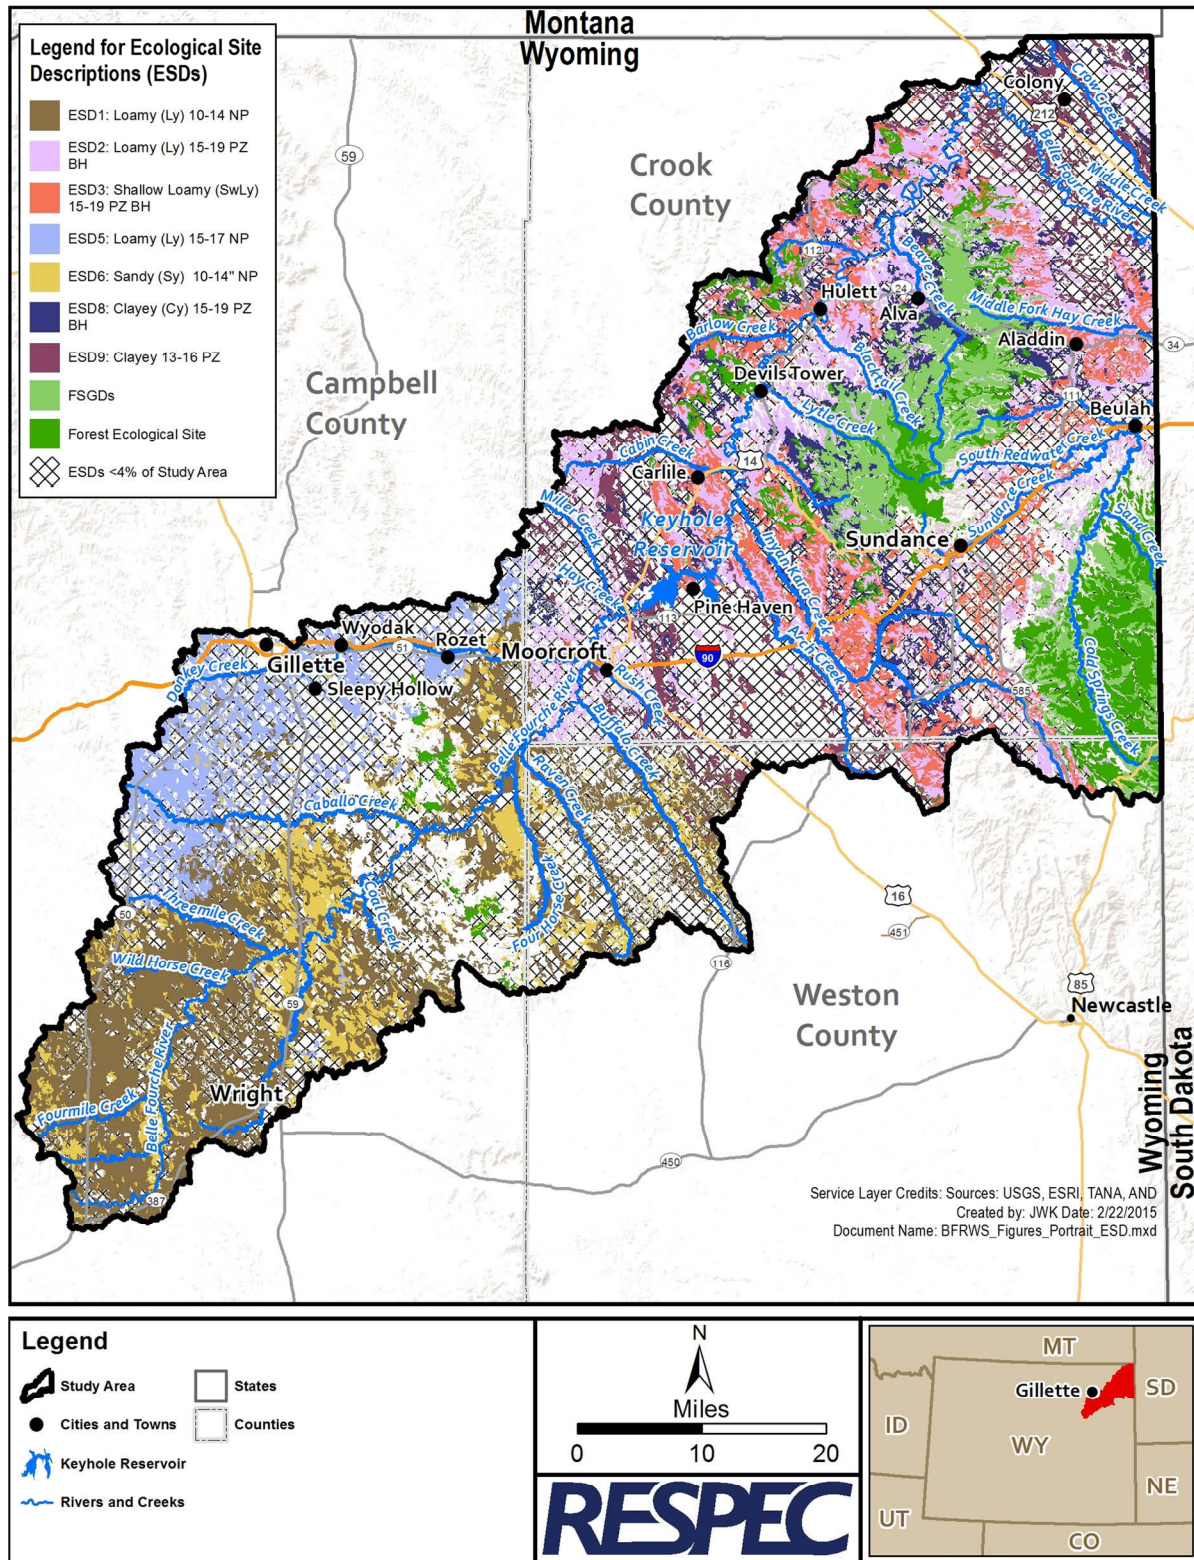 Montana
Wyoming
Legend for Ecological Site
Descriptions (ESDs)
ESD1: Loamy (Ly) 10-14 NP
ESD2: Loamy (Ly) 15-19 PZ
BH
ESD3: Shallow Loamy (SwLy)
15-19 PZ BH
ESD5: Loamy (Ly) 15-17 NP
ESD6: Sandy (Sy) 10-14" NP
ESD8: Clayey (Cy) 15-19 PZ
BH
ESD9: Clayey 13-16 PZ
FSGDs
Forest Ecological Site
ESDs <4% of Study Area
59
Crook
County
Campbell
County
Colony
212
Crow Creek
Belle Fourche River
Middle Creek
112
Hulett
24
Alva
Beaver Creek
Middle Fork Hay Creek
Aladdin
34
Barlow Creek
Blacktail Creek
Devils Tower
111
Beulah
Lytle Creek
South Redwater Creek
Cabin Creek
14
Carlile
Sundance Creek
Miller Creek
Keyhole
Reservoir
Sundance
Sand Creek
Inyan Kara Creek
Hay Creek
Pine Haven
113
Wyodak
51
Rozet
Moorcroft
90
Arch Creek
Gillette
Donkey Creek
Sleepy Hollow
Rush Creek
585
Cold Springs Creek
Belle Fourche River
Buffalo Creek
Raven Creek
Caballo Creek
Four Horse Creek
Coal Creek
50
Threemile Creek
16
451
Wild Horse Creek
116
59
Weston
County
85
Newcastle
Belle Fourche River
Wright
Fourmile Creek
450
387
Wyoming
South Dakota
Service Layer Credits: Sources: USGS, ESRI, TANA, AND
Created by: JWK Date: 2/22/2015
Document Name: BFRWS_Figures_Portrait_ESD.mxd
Legend
Study Area
States
Cities and Towns
Counties
Keyhole Reservoir
Rivers and Creeks
N
Miles
0 10 20
RESPEC
MT
Gillette
SD
ID
WY
NE
UT
CO